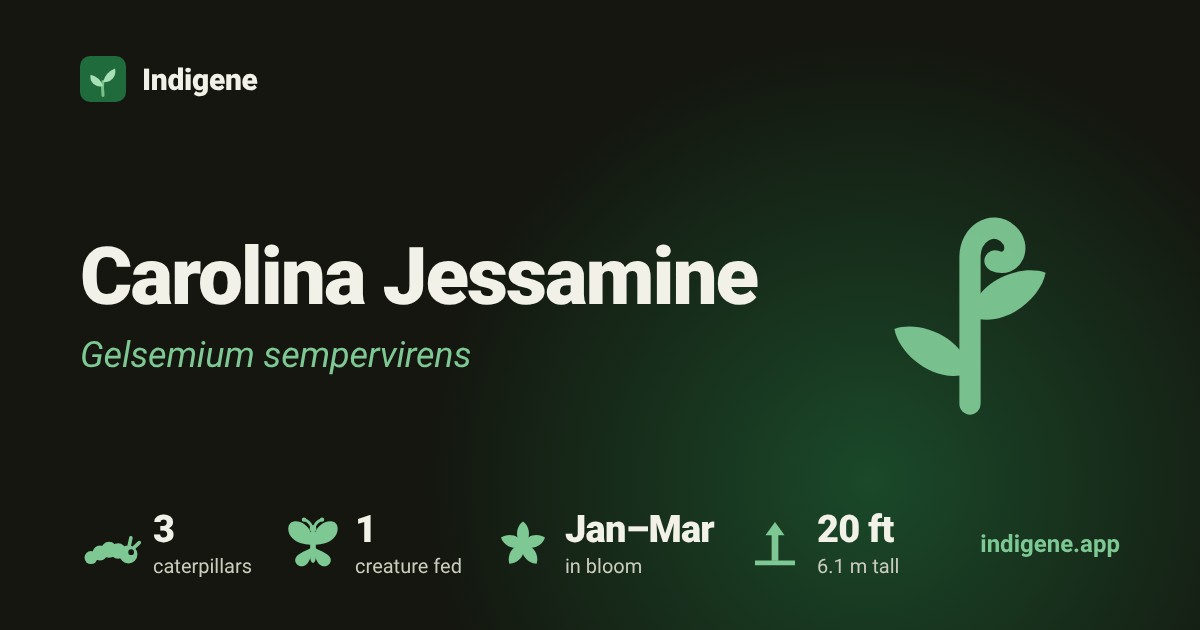 Indigene
Carolina Jessamine
Gelsemium sempervirens
3
caterpillars
1
creature fed
Jan–Mar
in bloom
20 ft
6.1 m tall
indigene.app